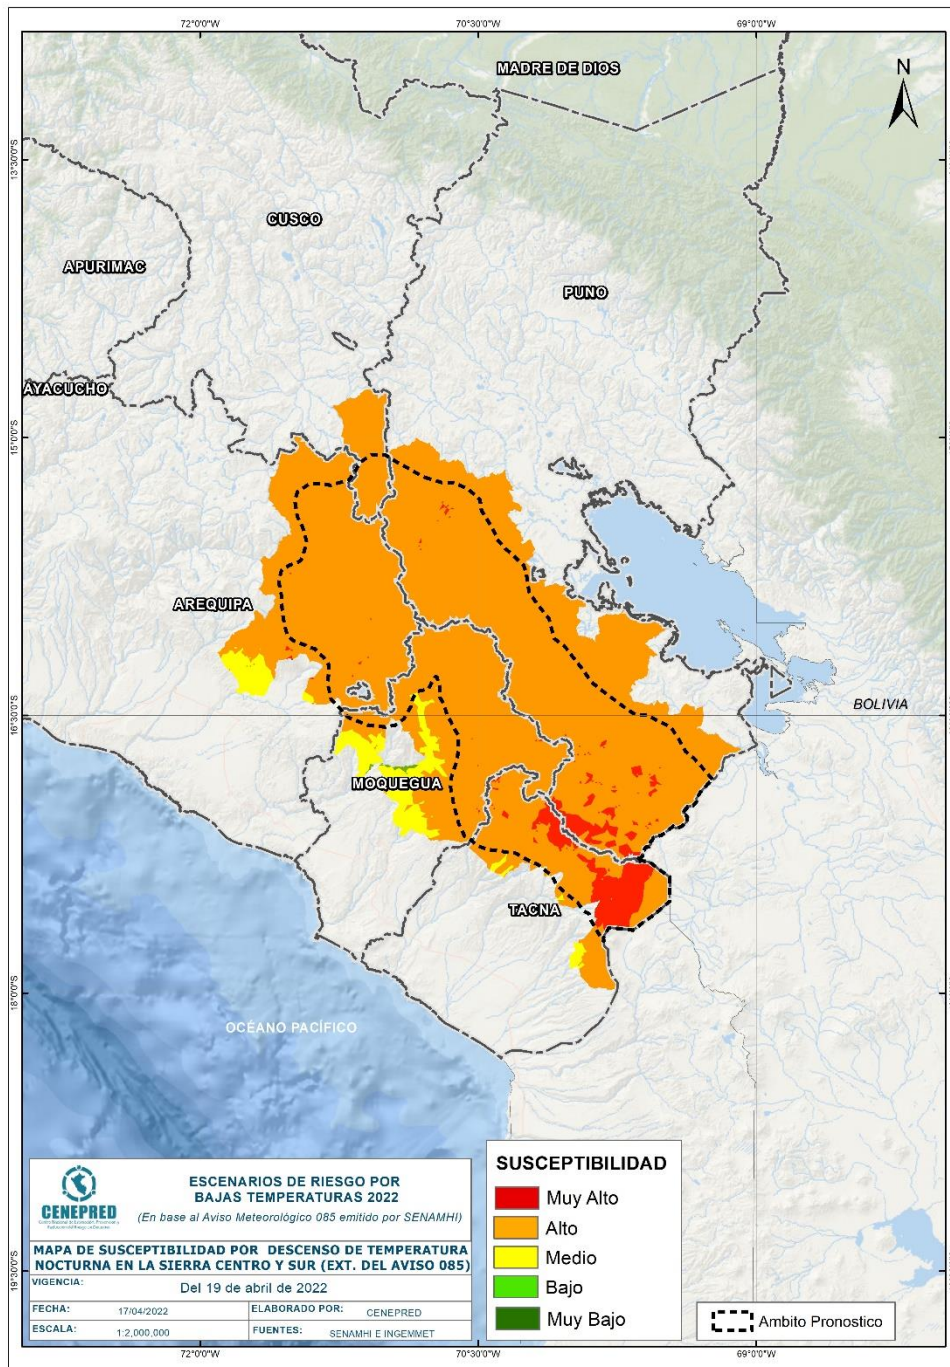 72°0'0"W 70°30'0"W 69°0'0"W
MADRE DE DIOS
N
13°30'0"S
CUSCO
APURIMAC
PUNO
AYACUCHO
15°0'0"S
AREQUIPA
BOLIVIA
16°30'0"S
MOQUEGUA
TACNA
18°0'0"S
OCÉANO PACÍFICO
CENEPRED
ESCENARIOS DE RIESGO POR
BAJAS TEMPERATURAS 2022
(En base al Aviso Meteorológico 085 emitido por SENAMHI)
MAPA DE SUSCEPTIBILIDAD POR DESCENSO DE TEMPERATURA
NOCTURNA EN LA SIERRA CENTRO Y SUR (EXT. DEL AVISO 085)
VIGENCIA: Del 19 de abril de 2022
FECHA: 17/04/2022 ELABORADO POR: CENEPRED
ESCALA: 1:2,000,000 FUENTES: SENAMHI E INGEMMET
SUSCEPTIBILIDAD
Muy Alto
Alto
Medio
Bajo
Muy Bajo
Ambito Pronostico
19°30'0"S
72°0'0"W 70°30'0"W 69°0'0"W